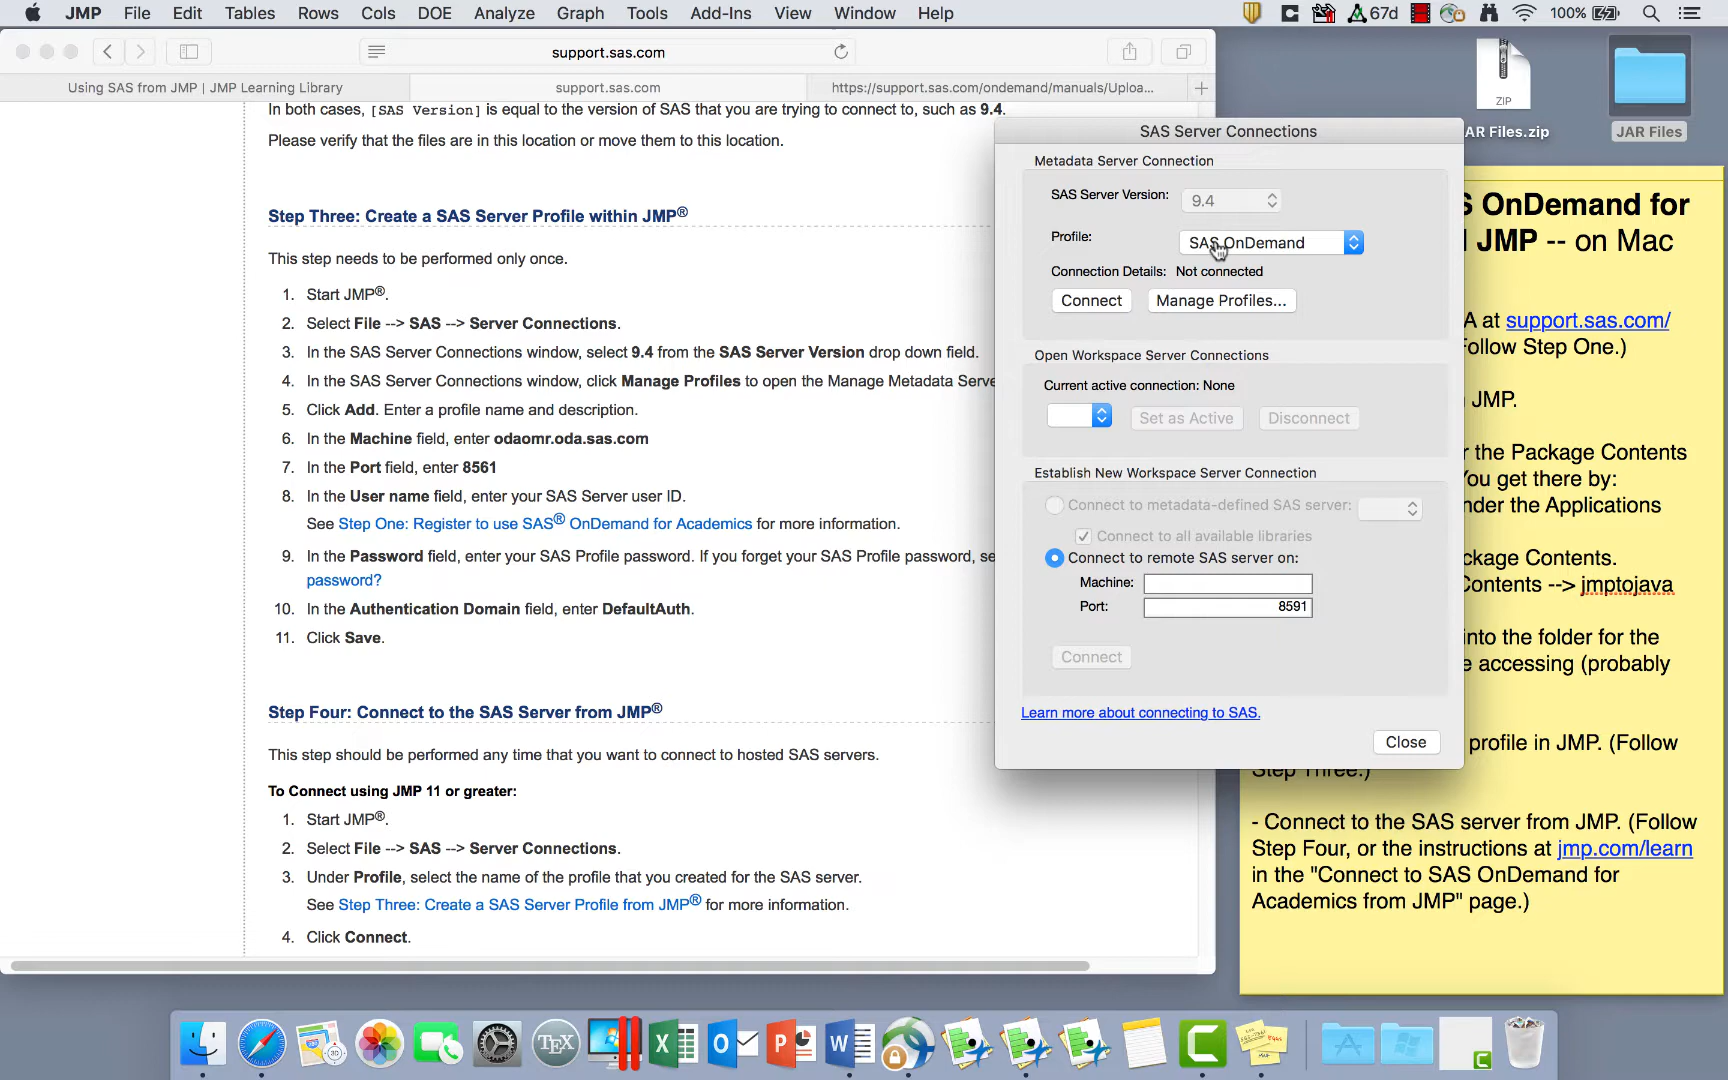 JMP File Edit Tables Rows Cols DOE Analyze Graph Tools Add-Ins View Window Help 67d 100%
support.sas.com
Using SAS from JMP | JMP Learning Library support.sas.com https://support.sas.com/ondemand/manuals/Uploa...
In both cases, [SAS Version] is equal to the version of SAS that you are trying to connect to, such as 9.4.
Please verify that the files are in this location or move them to this location.
Step Three: Create a SAS Server Profile within JMP®
This step needs to be performed only once.
1. Start JMP®.
2. Select File --> SAS --> Server Connections.
3. In the SAS Server Connections window, select 9.4 from the SAS Server Version drop down field.
4. In the SAS Server Connections window, click Manage Profiles to open the Manage Metadata Serve
5. Click Add. Enter a profile name and description.
6. In the Machine field, enter odaomr.oda.sas.com
7. In the Port field, enter 8561
8. In the User name field, enter your SAS Server user ID.
See Step One: Register to use SAS® OnDemand for Academics for more information.
9. In the Password field, enter your SAS Profile password. If you forget your SAS Profile password, se
password?
10. In the Authentication Domain field, enter DefaultAuth.
11. Click Save.
Step Four: Connect to the SAS Server from JMP®
This step should be performed any time that you want to connect to hosted SAS servers.
To Connect using JMP 11 or greater:
1. Start JMP®.
2. Select File --> SAS --> Server Connections.
3. Under Profile, select the name of the profile that you created for the SAS server.
See Step Three: Create a SAS Server Profile from JMP® for more information.
4. Click Connect.
SAS Server Connections
Metadata Server Connection
SAS Server Version: 9.4
Profile: SAS OnDemand
Connection Details: Not connected
Connect Manage Profiles...
Open Workspace Server Connections
Current active connection: None
Set as Active Disconnect
Establish New Workspace Server Connection
Connect to metadata-defined SAS server:
Connect to all available libraries
Connect to remote SAS server on:
Machine:
Port: 8591
Connect
Learn more about connecting to SAS.
Close
ZIP
AR Files.zip JAR Files
S OnDemand for
JMP -- on Mac
A at support.sas.com/
Follow Step One.)
JMP.
r the Package Contents
You get there by:
nder the Applications
ckage Contents.
Contents --> jmptojava
into the folder for the
e accessing (probably
profile in JMP. (Follow
Step Three.)
- Connect to the SAS server from JMP. (Follow
Step Four, or the instructions at jmp.com/learn
in the "Connect to SAS OnDemand for
Academics from JMP" page.)